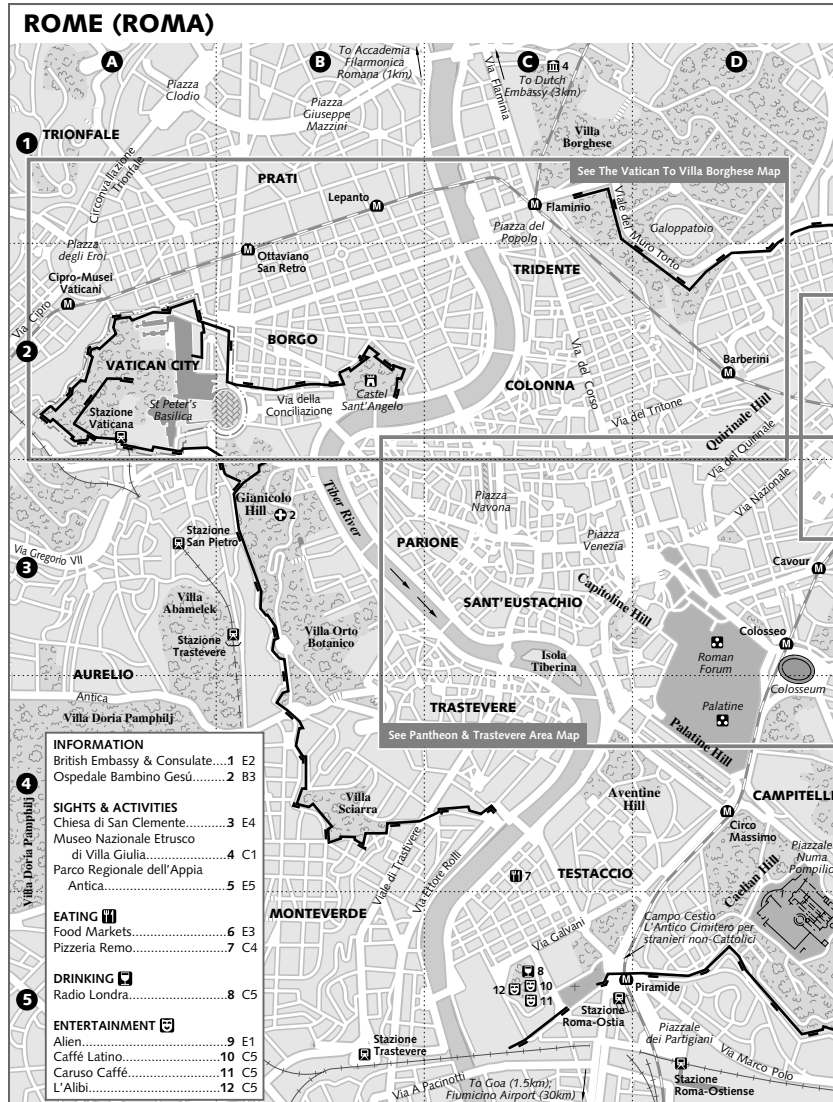 ROME (ROMA)
A
B
C
D
To Accademia
Filarmonica
Romana (1km)
Via Flaminia
4
To Dutch
Embassy (3km)
Piazza
Clodio
Piazza
Giuseppe
Mazzini
Villa
Borghese
1
TRIONFALE
Circonvallazione
Trionfale
PRATI
Lepanto
M
See The Vatican To Villa Borghese Map
M
Flaminio
Piazza del
Popolo
Viale del Muro Torto
Galoppatoio
Piazza
degli Eroi
M
Ottaviano
San Retro
TRIDENTE
Cipro-Musei
Vaticani
M
Via Cipro
2
BORGO
VATICAN CITY
Barberini
M
Via del Corso
COLONNA
Castel
Sant'Angelo
Via della
Conciliazione
St Peter's
Basilica
Stazione
Vaticana
Via del Tritone
Quirinale Hill
Via del Quirinale
Via Nazionale
Gianicolo
Hill
2
Tiber River
Piazza
Navona
Stazione
San Pietro
PARIONE
Piazza
Venezia
Via Gregorio VII
3
Cavour
M
Villa
Abamelek
SANT'EUSTACHIO
Capitoline Hill
Stazione
Trastevere
Villa Orto
Botanico
Isola
Tiberina
Colosseo
M
Roman
Forum
AURELIO
Colosseum
Antica
TRASTEVERE
Palatine
Villa Doria Pamphilj
See Pantheon & Trastevere Area Map
Palatine Hill
INFORMATION
British Embassy & Consulate....1 E2
Ospedale Bambino Gesú........2 B3
SIGHTS & ACTIVITIES
Chiesa di San Clemente.........3 E4
Museo Nazionale Etrusco
di Villa Giulia.................4 C1
Parco Regionale dell'Appia
Antica..........................5 E5
EATING
Food Markets......................6 E3
Pizzeria Remo.....................7 C4
DRINKING
Radio Londra......................8 C5
ENTERTAINMENT
Alien................................9 E1
Caffé Latino.....................10 C5
Caruso Caffé....................11 C5
L'Alibi.............................12 C5
4
Villa Doria Pamphilj
Villa
Sciarra
Aventine
Hill
CAMPITELLI
M
Circo
Massimo
Piazzale
Numa
Pompilio
Viale di Trastivere
Via Ettore Rolli
7
TESTACCIO
Caelian Hill
MONTEVERDE
Campo Cestio
L'Antico Cimitero per
stranieri non-Cattolici
Via Galvani
8
12
10
11
M
Piramide
5
Stazione
Roma-Ostia
Piazzale
dei Partigiani
Stazione
Trastevere
Via Marco Polo
Via A Pacinotti
To Goa (1.5km);
Fiumicino Airport (30km)
Stazione
Roma-Ostiense